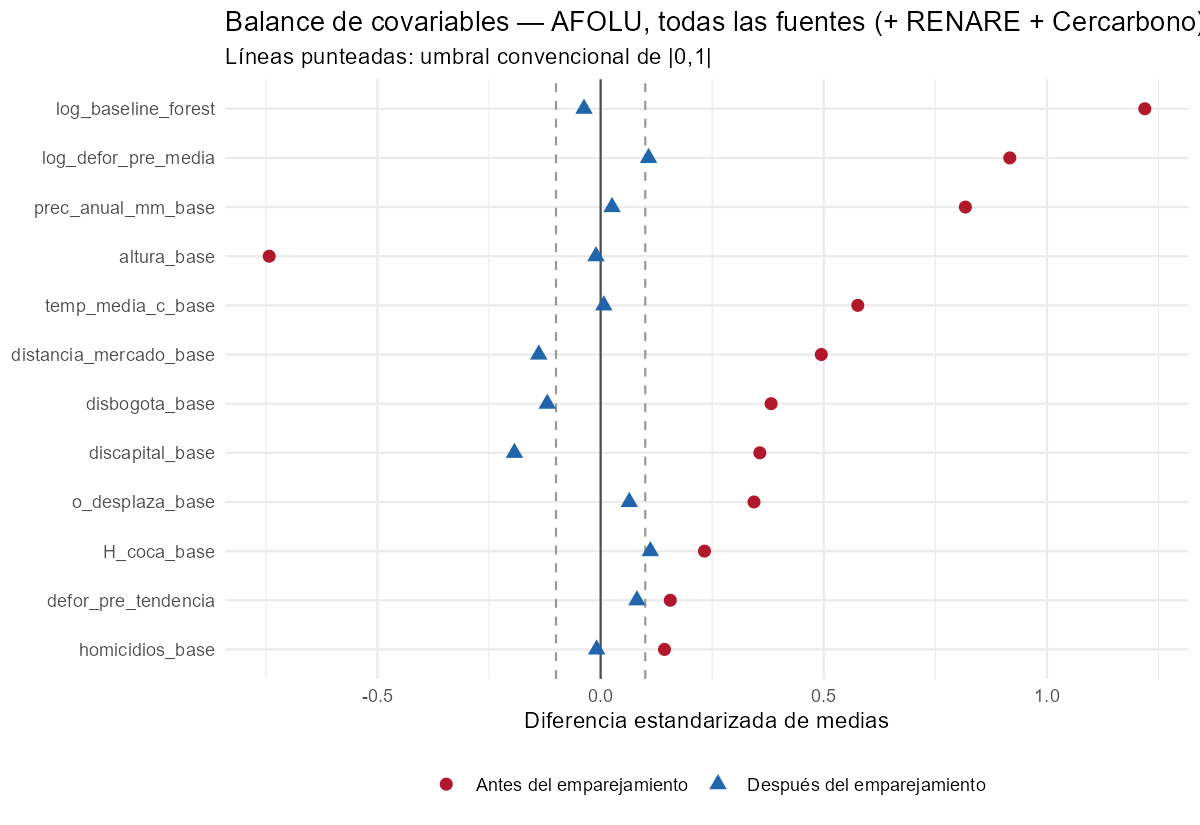 Balance de covariables — AFOLU, todas las fuentes (+ RENARE + Cercarbono)
Líneas punteadas: umbral convencional de |0,1|
log_baseline_forest
log_defor_pre_media
prec_anual_mm_base
altura_base
temp_media_c_base
distancia_mercado_base
disbogota_base
discapital_base
o_desplaza_base
H_coca_base
defor_pre_tendencia
homicidios_base
-0.5 0.0 0.5 1.0
Diferencia estandarizada de medias
Antes del emparejamiento Después del emparejamiento